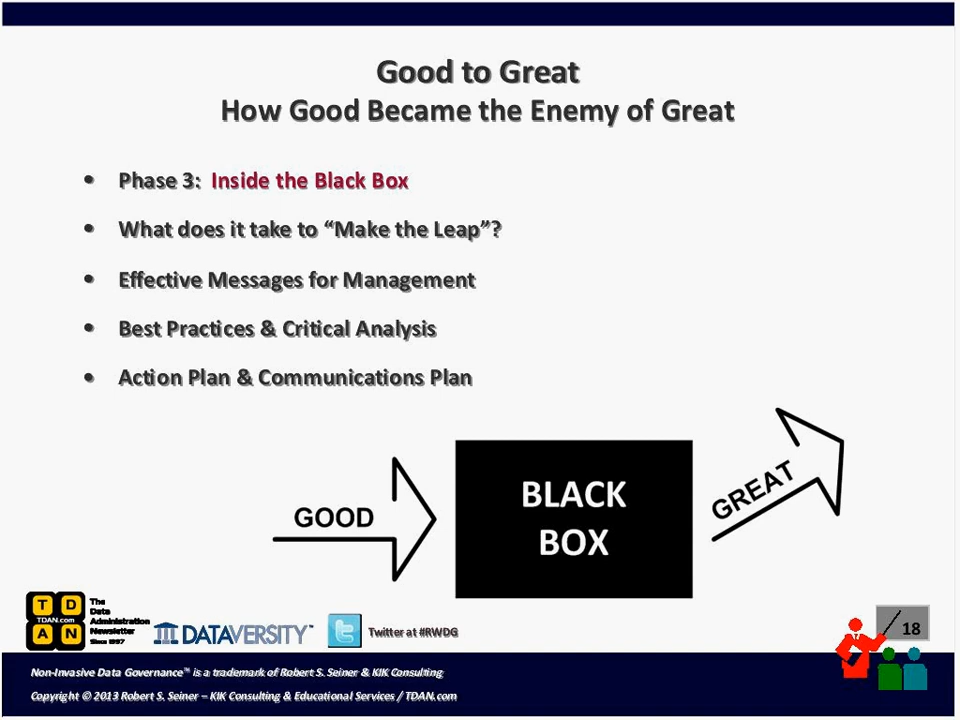 Good to Great
How Good Became the Enemy of Great
• Phase 3: Inside the Black Box
• What does it take to “Make the Leap”?
• Effective Messages for Management
• Best Practices & Critical Analysis
• Action Plan & Communications Plan
GOOD
BLACK
BOX
GREAT
T D
TDAN.com
A N
The
Data
Administration
Newsletter
Since 1997
DATAVERSITY™
Twitter at #RWDG
18
Non-Invasive Data Governance™ is a trademark of Robert S. Seiner & KIK Consulting
Copyright © 2013 Robert S. Seiner – KIK Consulting & Educational Services / TDAN.com